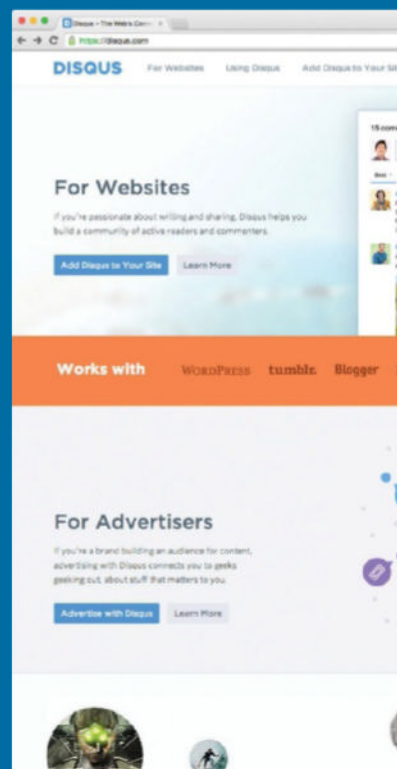 Disqus – The Web's Com
https://disqus.com
DISQUS For Websites Using Disqus Add Disqus to Your Sit
15 com
Best
For Websites
If you're passionate about writing and sharing, Disqus helps you
build a community of active readers and commenters.
Add Disqus to Your Site Learn More
Works with WORDPRESS tumblr. Blogger
For Advertisers
If you're a brand building an audience for content,
advertising with Disqus connects you to geeks
geeking out, about stuff that matters to you.
Advertise with Disqus Learn More